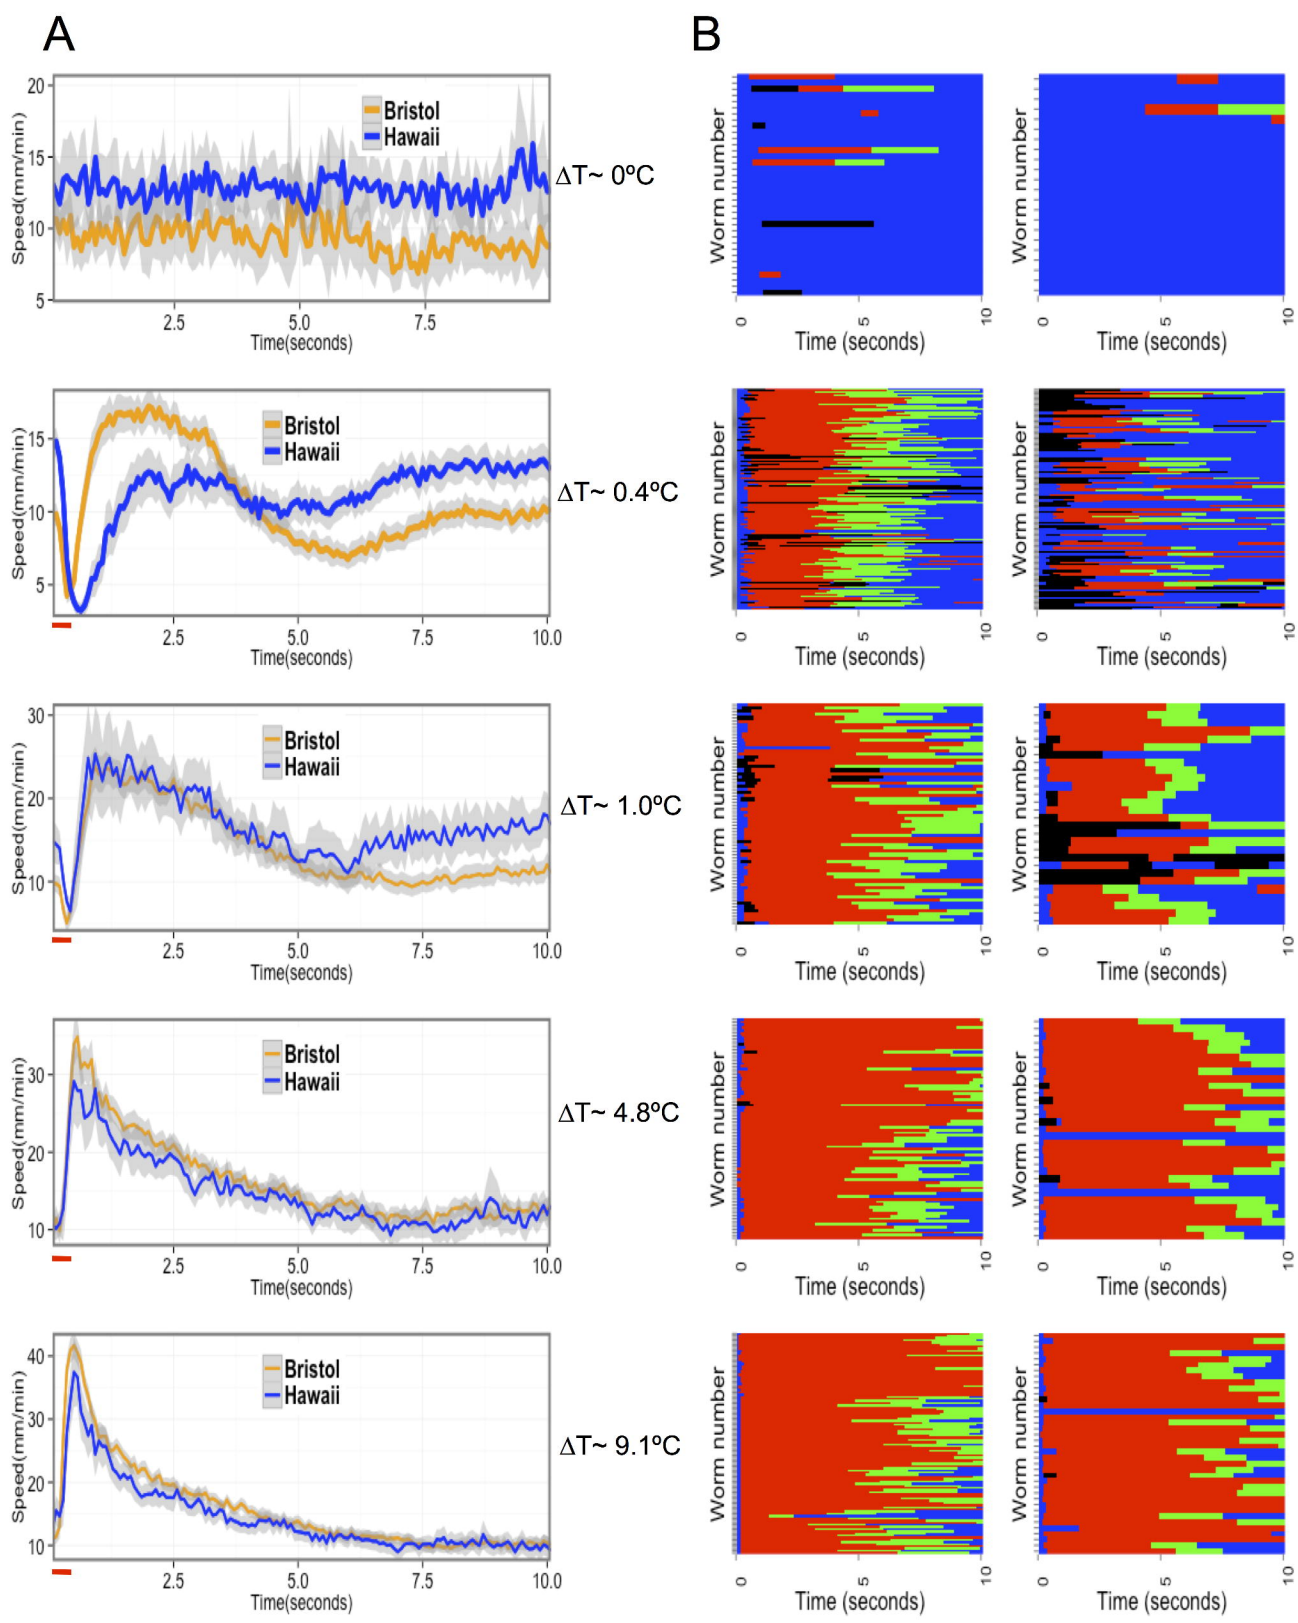 A
B
20
15
10
5
Speed(mm/min)
Bristol
Hawaii
2.5
5.0
7.5
Time(seconds)
ΔT~ 0ºC
Worm number
0
5
10
Time (seconds)
Worm number
0
5
10
Time (seconds)
15
10
5
Speed(mm/min)
Bristol
Hawaii
2.5
5.0
7.5
10.0
Time(seconds)
ΔT~ 0.4ºC
Worm number
0
5
10
Time (seconds)
Worm number
0
5
10
Time (seconds)
30
20
10
Speed(mm/min)
Bristol
Hawaii
2.5
5.0
7.5
10.0
Time(seconds)
ΔT~ 1.0ºC
Worm number
0
5
10
Time (seconds)
Worm number
0
5
10
Time (seconds)
30
20
10
Speed(mm/min)
Bristol
Hawaii
2.5
5.0
7.5
10.0
Time(seconds)
ΔT~ 4.8ºC
Worm number
0
5
10
Time (seconds)
Worm number
0
5
10
Time (seconds)
40
30
20
10
Speed(mm/min)
Bristol
Hawaii
2.5
5.0
7.5
10.0
Time(seconds)
ΔT~ 9.1ºC
Worm number
0
5
10
Time (seconds)
Worm number
0
5
10
Time (seconds)